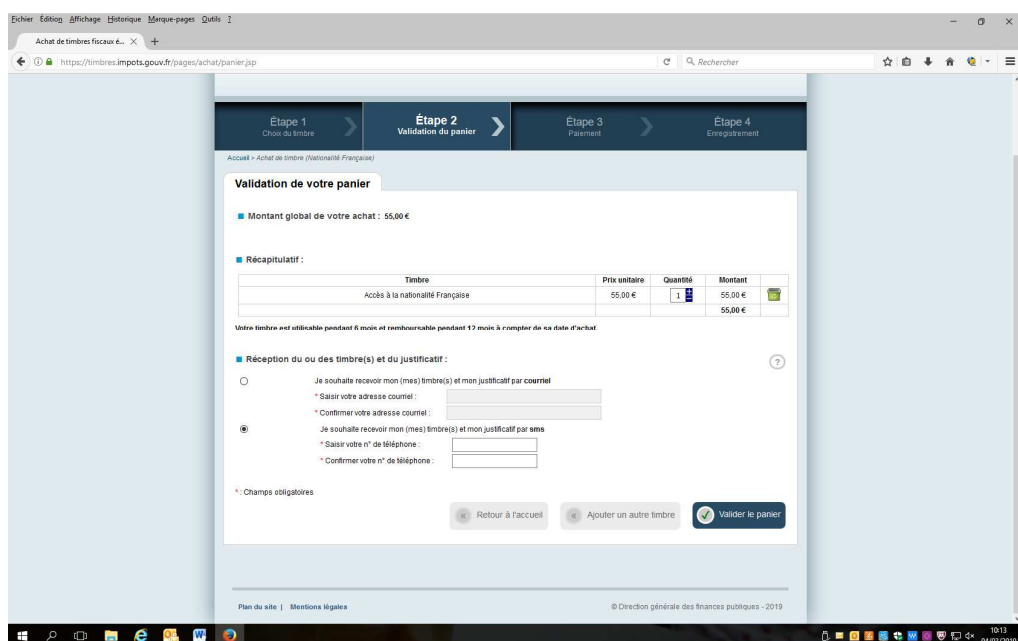 Fichier Édition Affichage Historique Marque-pages Outils ?
Achat de timbres fiscaux é... × +
https://timbres.impots.gouv.fr/pages/achat/panier.jsp
Rechercher
Étape 1
Choix du timbre
Étape 2
Validation du panier
Étape 3
Paiement
Étape 4
Enregistrement
Accueil > Achat de timbre (Nationalité Française)
Validation de votre panier
Montant global de votre achat : 55,00 €
Récapitulatif :
Timbre Prix unitaire Quantité Montant
Accès à la nationalité Française 55,00 € 1 55,00 €
55,00 €
Votre timbre est utilisable pendant 6 mois et remboursable pendant 12 mois à compter de sa date d'achat.
Réception du ou des timbre(s) et du justificatif :
?
Je souhaite recevoir mon (mes) timbre(s) et mon justificatif par courriel
* Saisir votre adresse courriel :
* Confirmer votre adresse courriel :
Je souhaite recevoir mon (mes) timbre(s) et mon justificatif par sms
* Saisir votre n° de téléphone :
* Confirmer votre n° de téléphone :
* : Champs obligatoires
Retour à l'accueil
Ajouter un autre timbre
Valider le panier
Plan du site | Mentions légales
© Direction générale des finances publiques - 2019
10:13
04/03/2019